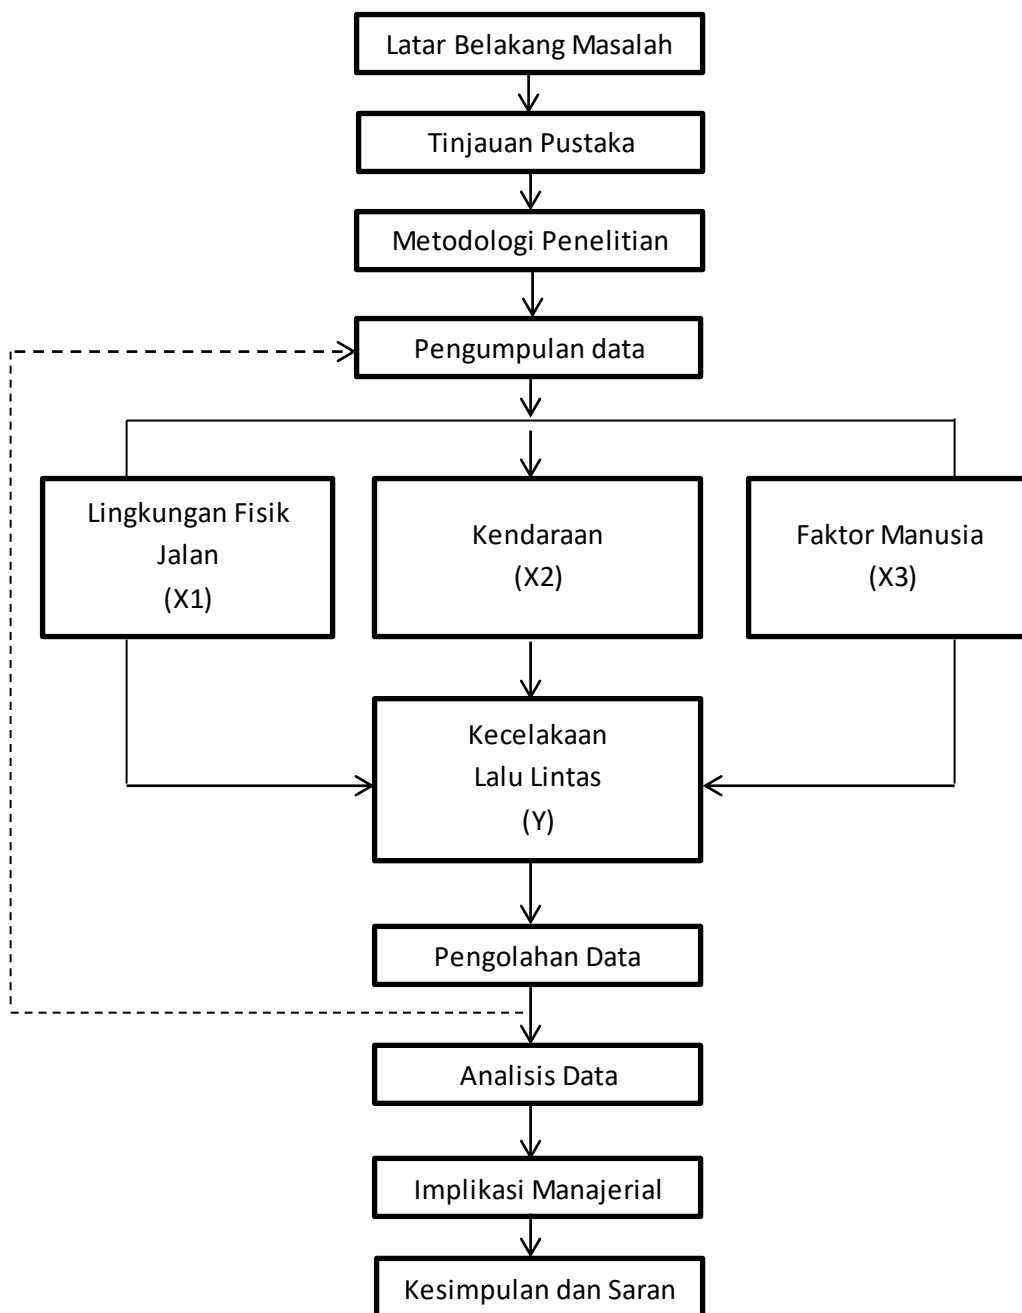 Latar Belakang Masalah
Tinjauan Pustaka
Metodologi Penelitian
Pengumpulan data
Lingkungan Fisik
Jalan
(X1)
Kendaraan
(X2)
Faktor Manusia
(X3)
Kecelakaan
Lalu Lintas
(Y)
Pengolahan Data
Analisis Data
Implikasi Manajerial
Kesimpulan dan Saran